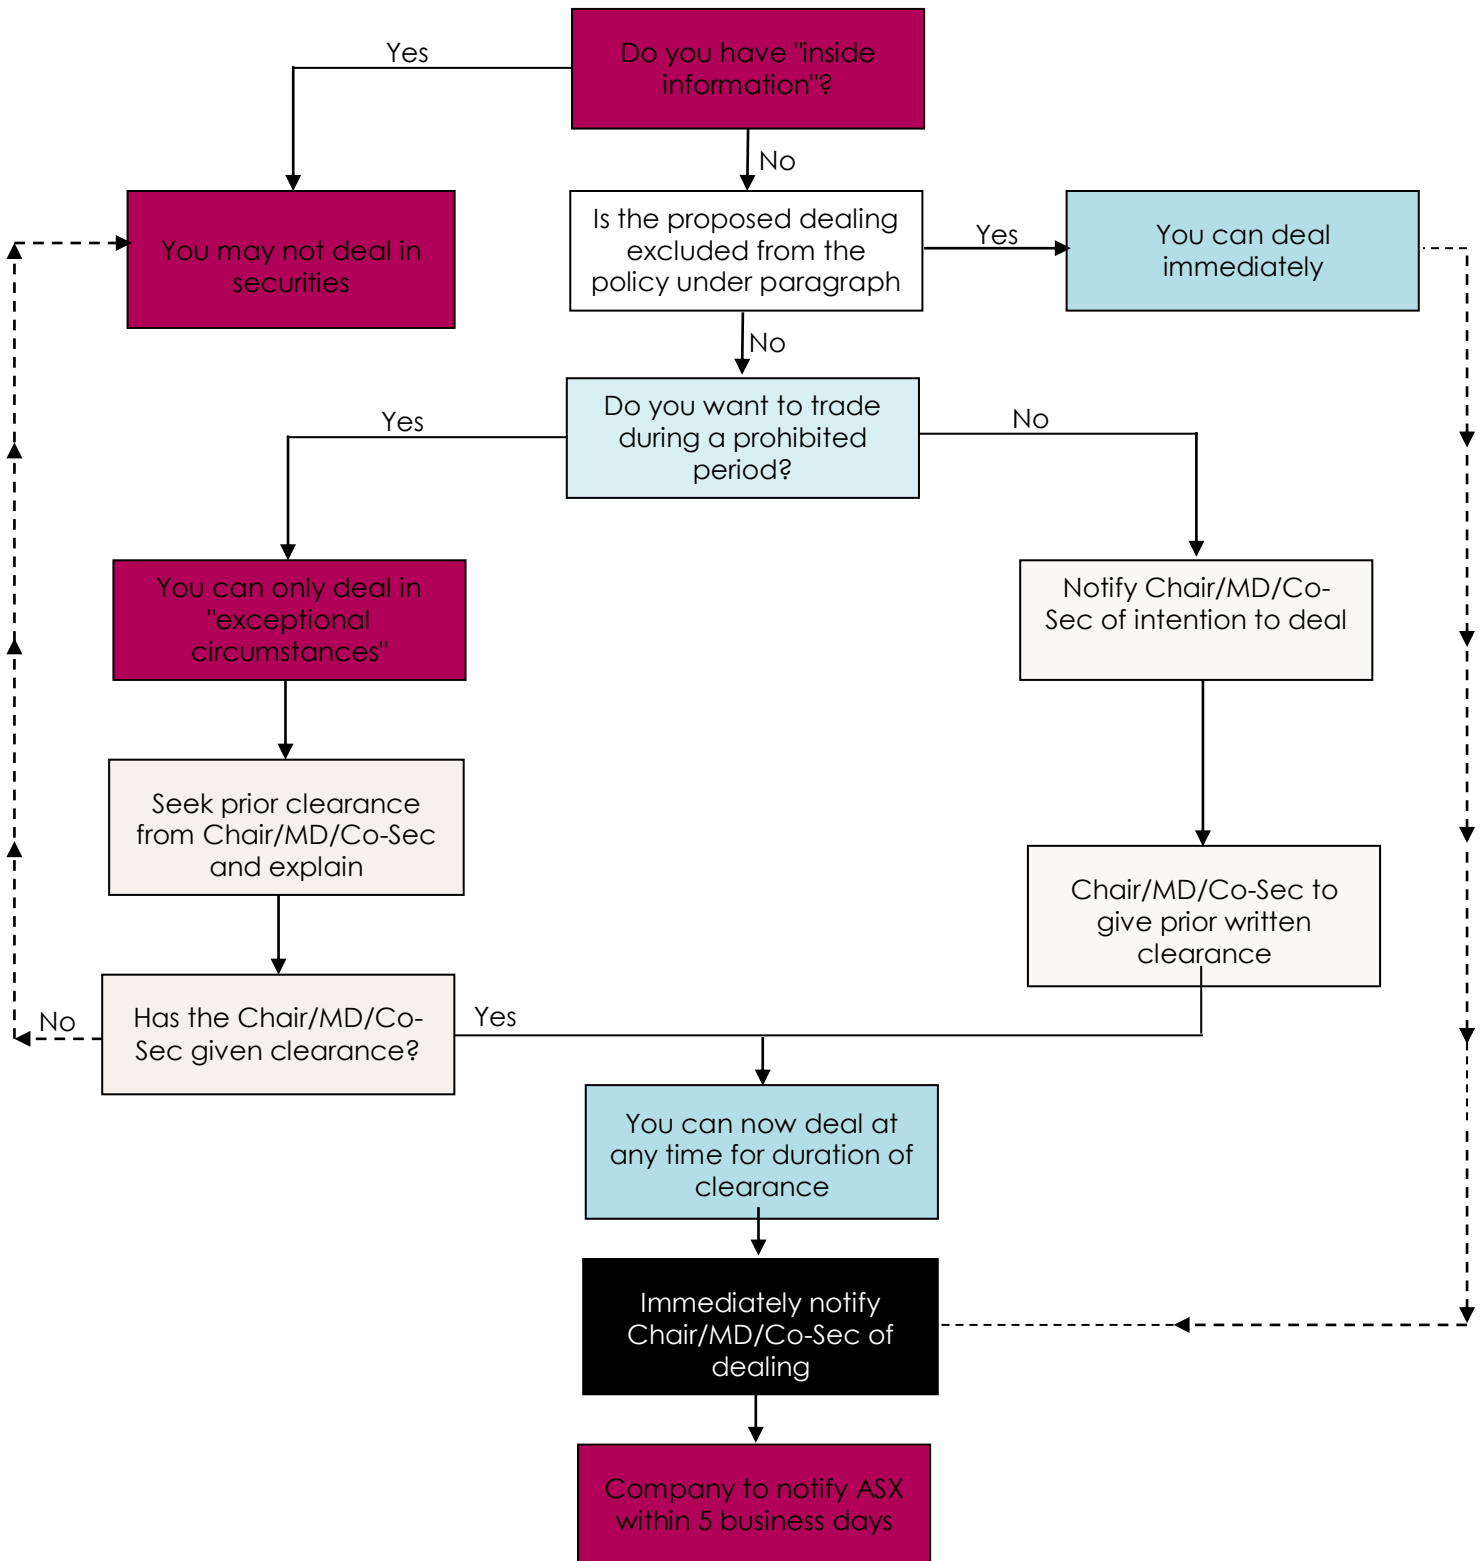 Do you have "inside
information"?
Yes
No
You may not deal in
securities
Is the proposed dealing
excluded from the
policy under paragraph
Yes
You can deal
immediately
No
Do you want to trade
during a prohibited
period?
Yes
No
You can only deal in
"exceptional
circumstances"
Notify Chair/MD/Co-
Sec of intention to deal
Seek prior clearance
from Chair/MD/Co-Sec
and explain
Chair/MD/Co-Sec to
give prior written
clearance
Has the Chair/MD/Co-
Sec given clearance?
No
Yes
You can now deal at
any time for duration of
clearance
Immediately notify
Chair/MD/Co-Sec of
dealing
Company to notify ASX
within 5 business days